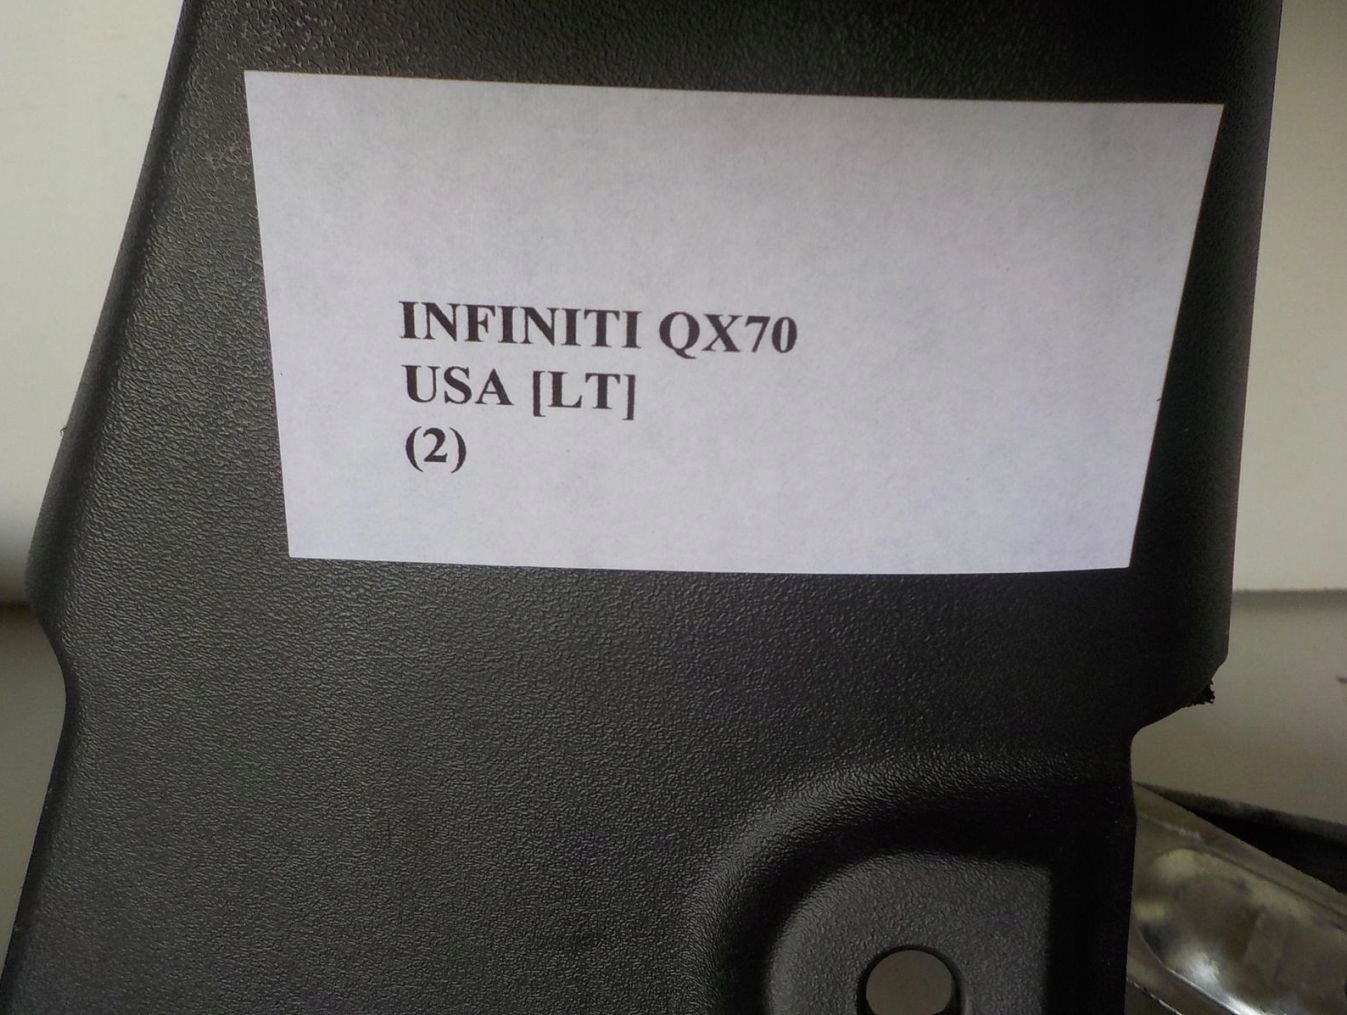 INFINITI QX70
USA [LT]
(2)